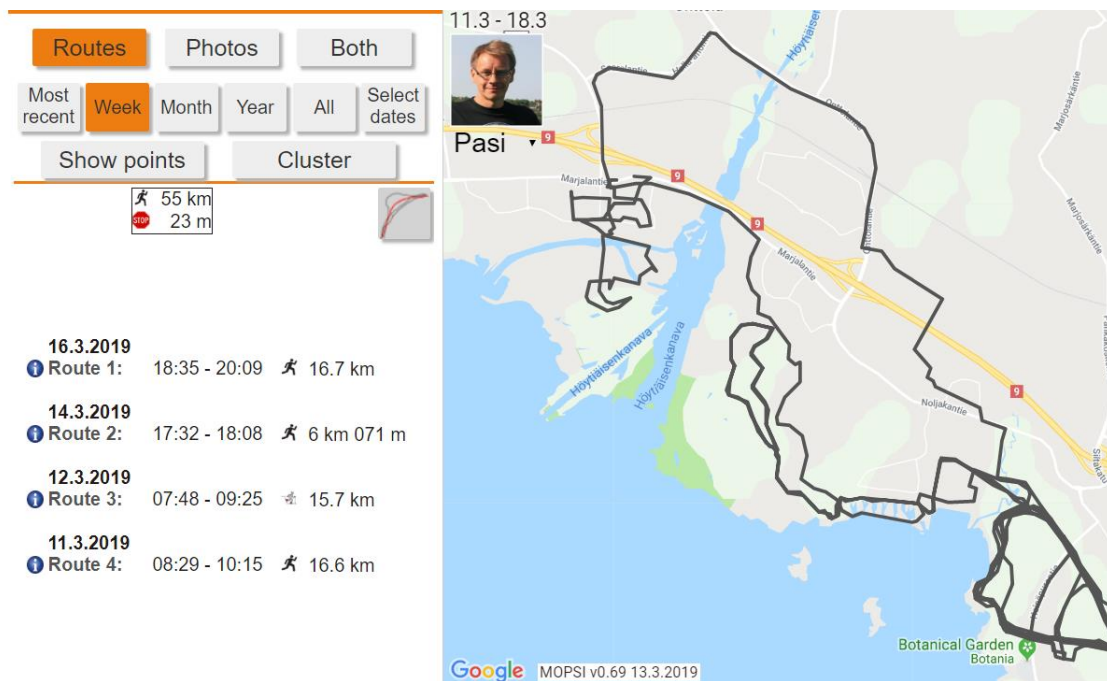 Routes Photos Both
Most recent Week Month Year All Select dates
Show points Cluster
55 km
STOP 23 m
16.3.2019
Route 1: 18:35 - 20:09 16.7 km
14.3.2019
Route 2: 17:32 - 18:08 6 km 071 m
12.3.2019
Route 3: 07:48 - 09:25 15.7 km
11.3.2019
Route 4: 08:29 - 10:15 16.6 km
11.3 - 18.3
Pasi
Höytiäisen
Marjosärkäntie
Marjosärkäntie
9
9
9
9
Marjalantie
Marjalantie
Höytiäisenkanava
Höytiäisenkanava
Noljakantie
Siltakatu
Botanical Garden
Botania
Google MOPSI v0.69 13.3.2019